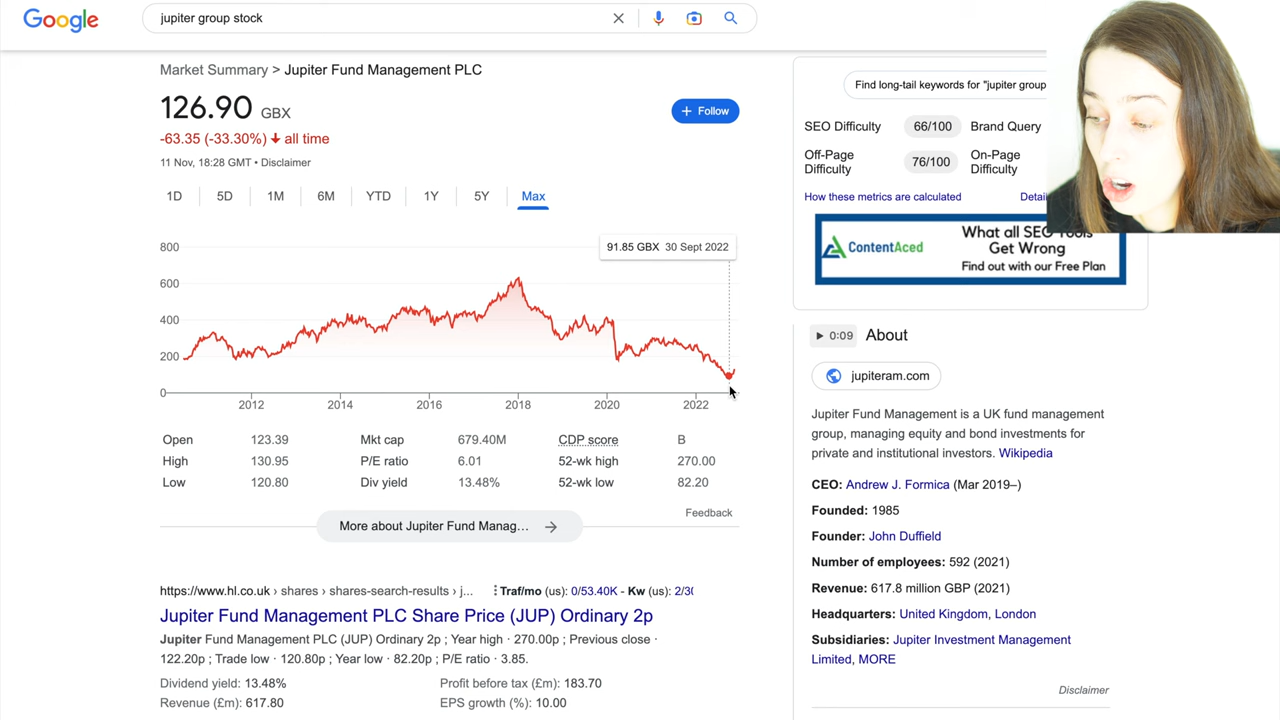 Google
jupiter group stock
Market Summary > Jupiter Fund Management PLC
126.90 GBX
+ Follow
-63.35 (-33.30%) ↓ all time
11 Nov, 18:28 GMT • Disclaimer
1D 5D 1M 6M YTD 1Y 5Y Max
91.85 GBX 30 Sept 2022
800
600
400
200
0
2012 2014 2016 2018 2020 2022
Open 123.39 Mkt cap 679.40M CDP score B
High 130.95 P/E ratio 6.01 52-wk high 270.00
Low 120.80 Div yield 13.48% 52-wk low 82.20
Feedback
More about Jupiter Fund Manag... →
https://www.hl.co.uk › shares › shares-search-results › j... Traf/mo (us): 0/53.40K - Kw (us): 2/30
Jupiter Fund Management PLC Share Price (JUP) Ordinary 2p
Jupiter Fund Management PLC (JUP) Ordinary 2p ; Year high · 270.00p ; Previous close ·
122.20p ; Trade low · 120.80p ; Year low · 82.20p ; P/E ratio · 3.85.
Dividend yield: 13.48% Profit before tax (£m): 183.70
Revenue (£m): 617.80 EPS growth (%): 10.00
Find long-tail keywords for "jupiter group
SEO Difficulty 66/100 Brand Query
Off-Page
Difficulty 76/100 On-Page
Difficulty
How these metrics are calculated
ContentAced
What all SEO Tools
Get Wrong
Find out with our Free Plan
0:09 About
jupiteram.com
Jupiter Fund Management is a UK fund management
group, managing equity and bond investments for
private and institutional investors. Wikipedia
CEO: Andrew J. Formica (Mar 2019–)
Founded: 1985
Founder: John Duffield
Number of employees: 592 (2021)
Revenue: 617.8 million GBP (2021)
Headquarters: United Kingdom, London
Subsidiaries: Jupiter Investment Management
Limited, MORE
Disclaimer